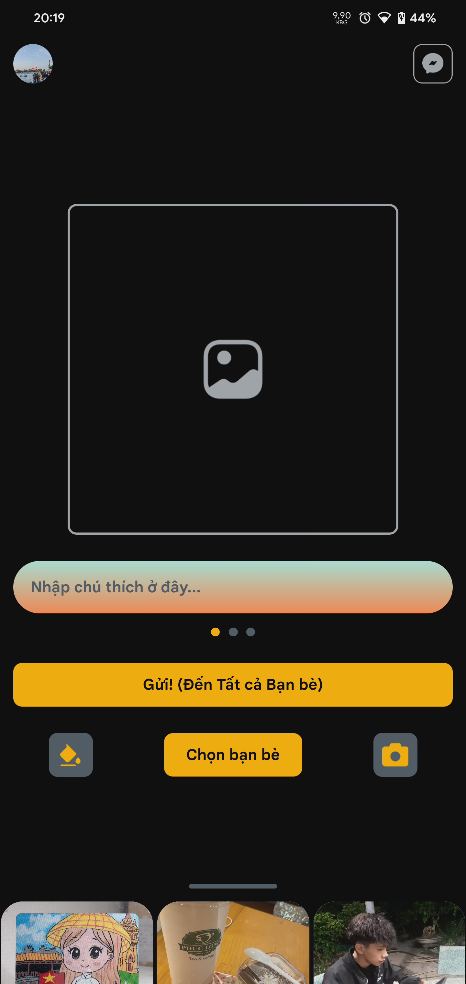 20:19
9,90
KB/S
44%
Nhập chú thích ở đây...
Gửi! (Đến Tất cả Bạn bè)
Chọn bạn bè